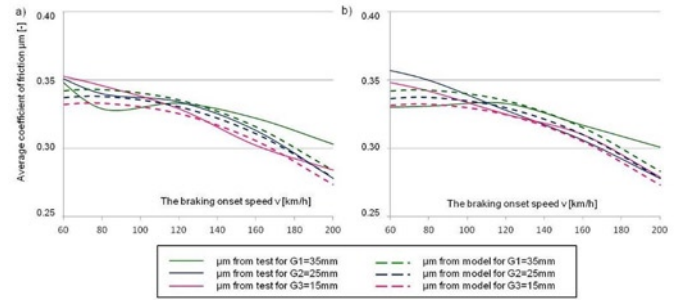 a)
b)
Average coefficient of friction µm [-]
0.40
0.35
0.30
0.25
The braking onset speed v [km/h]
60 80 100 120 140 160 180 200
0.40
0.35
0.30
0.25
The braking onset speed v [km/h]
60 80 100 120 140 160 180 200
µm from test for G1=35mm
µm from model for G1=35mm
µm from test for G2=25mm
µm from model for G2=25mm
µm from test for G3=15mm
µm from model for G3=15mm